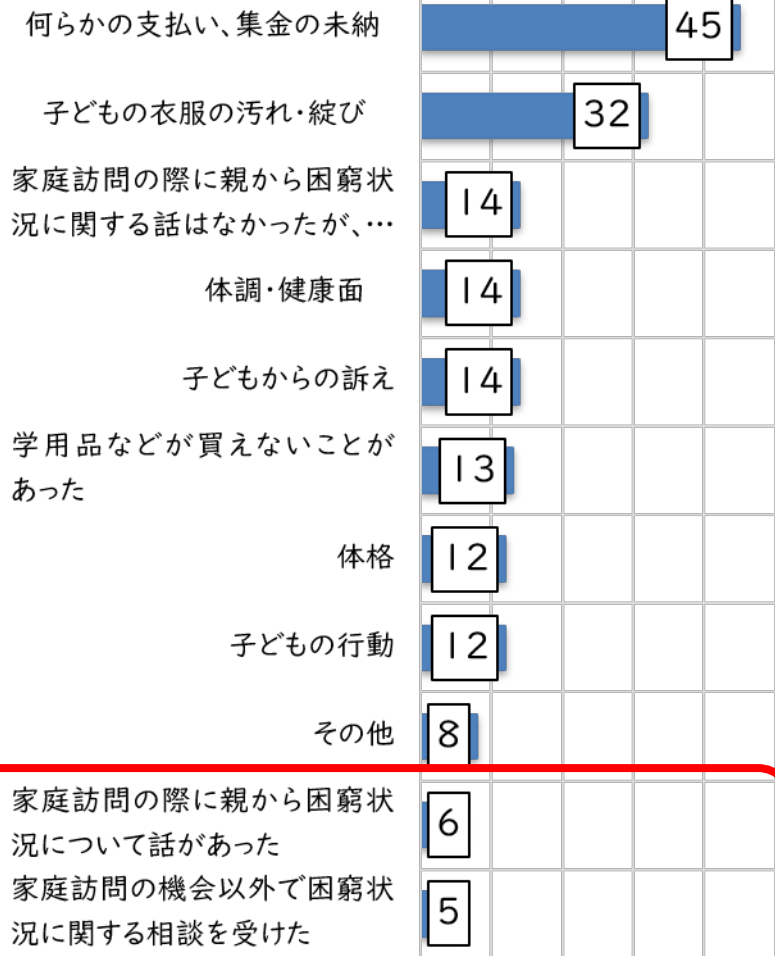 何らかの支払い、集金の未納
45
子どもの衣服の汚れ・綻び
32
家庭訪問の際に親から困窮状
況に関する話はなかったが、…
14
体調・健康面
14
子どもからの訴え
14
学用品などが買えないことが
あった
13
体格
12
子どもの行動
12
その他
8
家庭訪問の際に親から困窮状
況について話があった
6
家庭訪問の機会以外で困窮状
況に関する相談を受けた
5